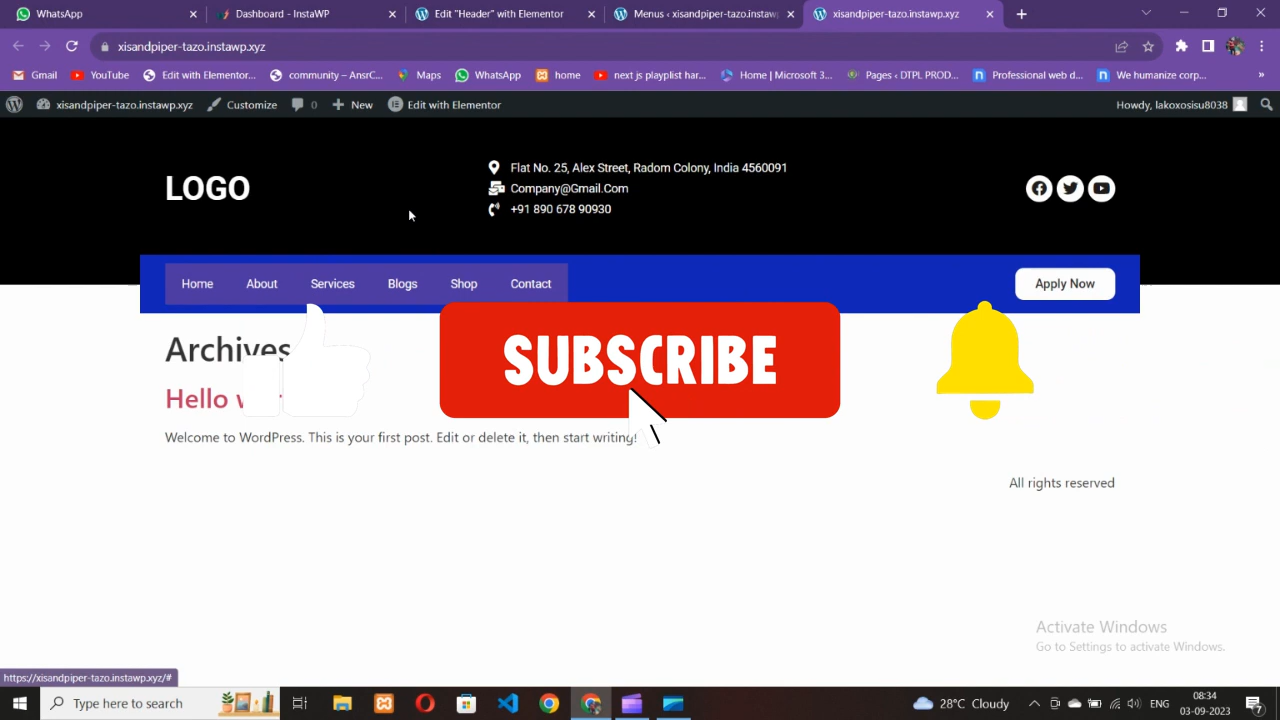 WhatsApp
Dashboard - InstaWP
Edit "Header" with Elementor
Menus ‹ xisandpiper-tazo.instawp
xisandpiper-tazo.instawp.xyz/
xisandpiper-tazo.instawp.xyz
Gmail
YouTube
Edit with Elementor...
community – AnsrC...
Maps
WhatsApp
home
next js playplist har...
Home | Microsoft 3...
Pages ‹ DTPL PROD...
Professional web d...
We humanize corp...
»
xisandpiper-tazo.instawp.xyz
Customize
0
New
Edit with Elementor
Howdy, lakoxosisu8038
LOGO
Flat No. 25, Alex Street, Radom Colony, India 4560091
Company@Gmail.Com
+91 890 678 90930
Home
About
Services
Blogs
Shop
Contact
Apply Now
Archives
SUBSCRIBE
Hello
Welcome to WordPress. This is your first post. Edit or delete it, then start writing!
All rights reserved
Activate Windows
Go to Settings to activate Windows.
https://xisandpiper-tazo.instawp.xyz/#
Type here to search
28°C Cloudy
ENG
08:34
03-09-2023
7